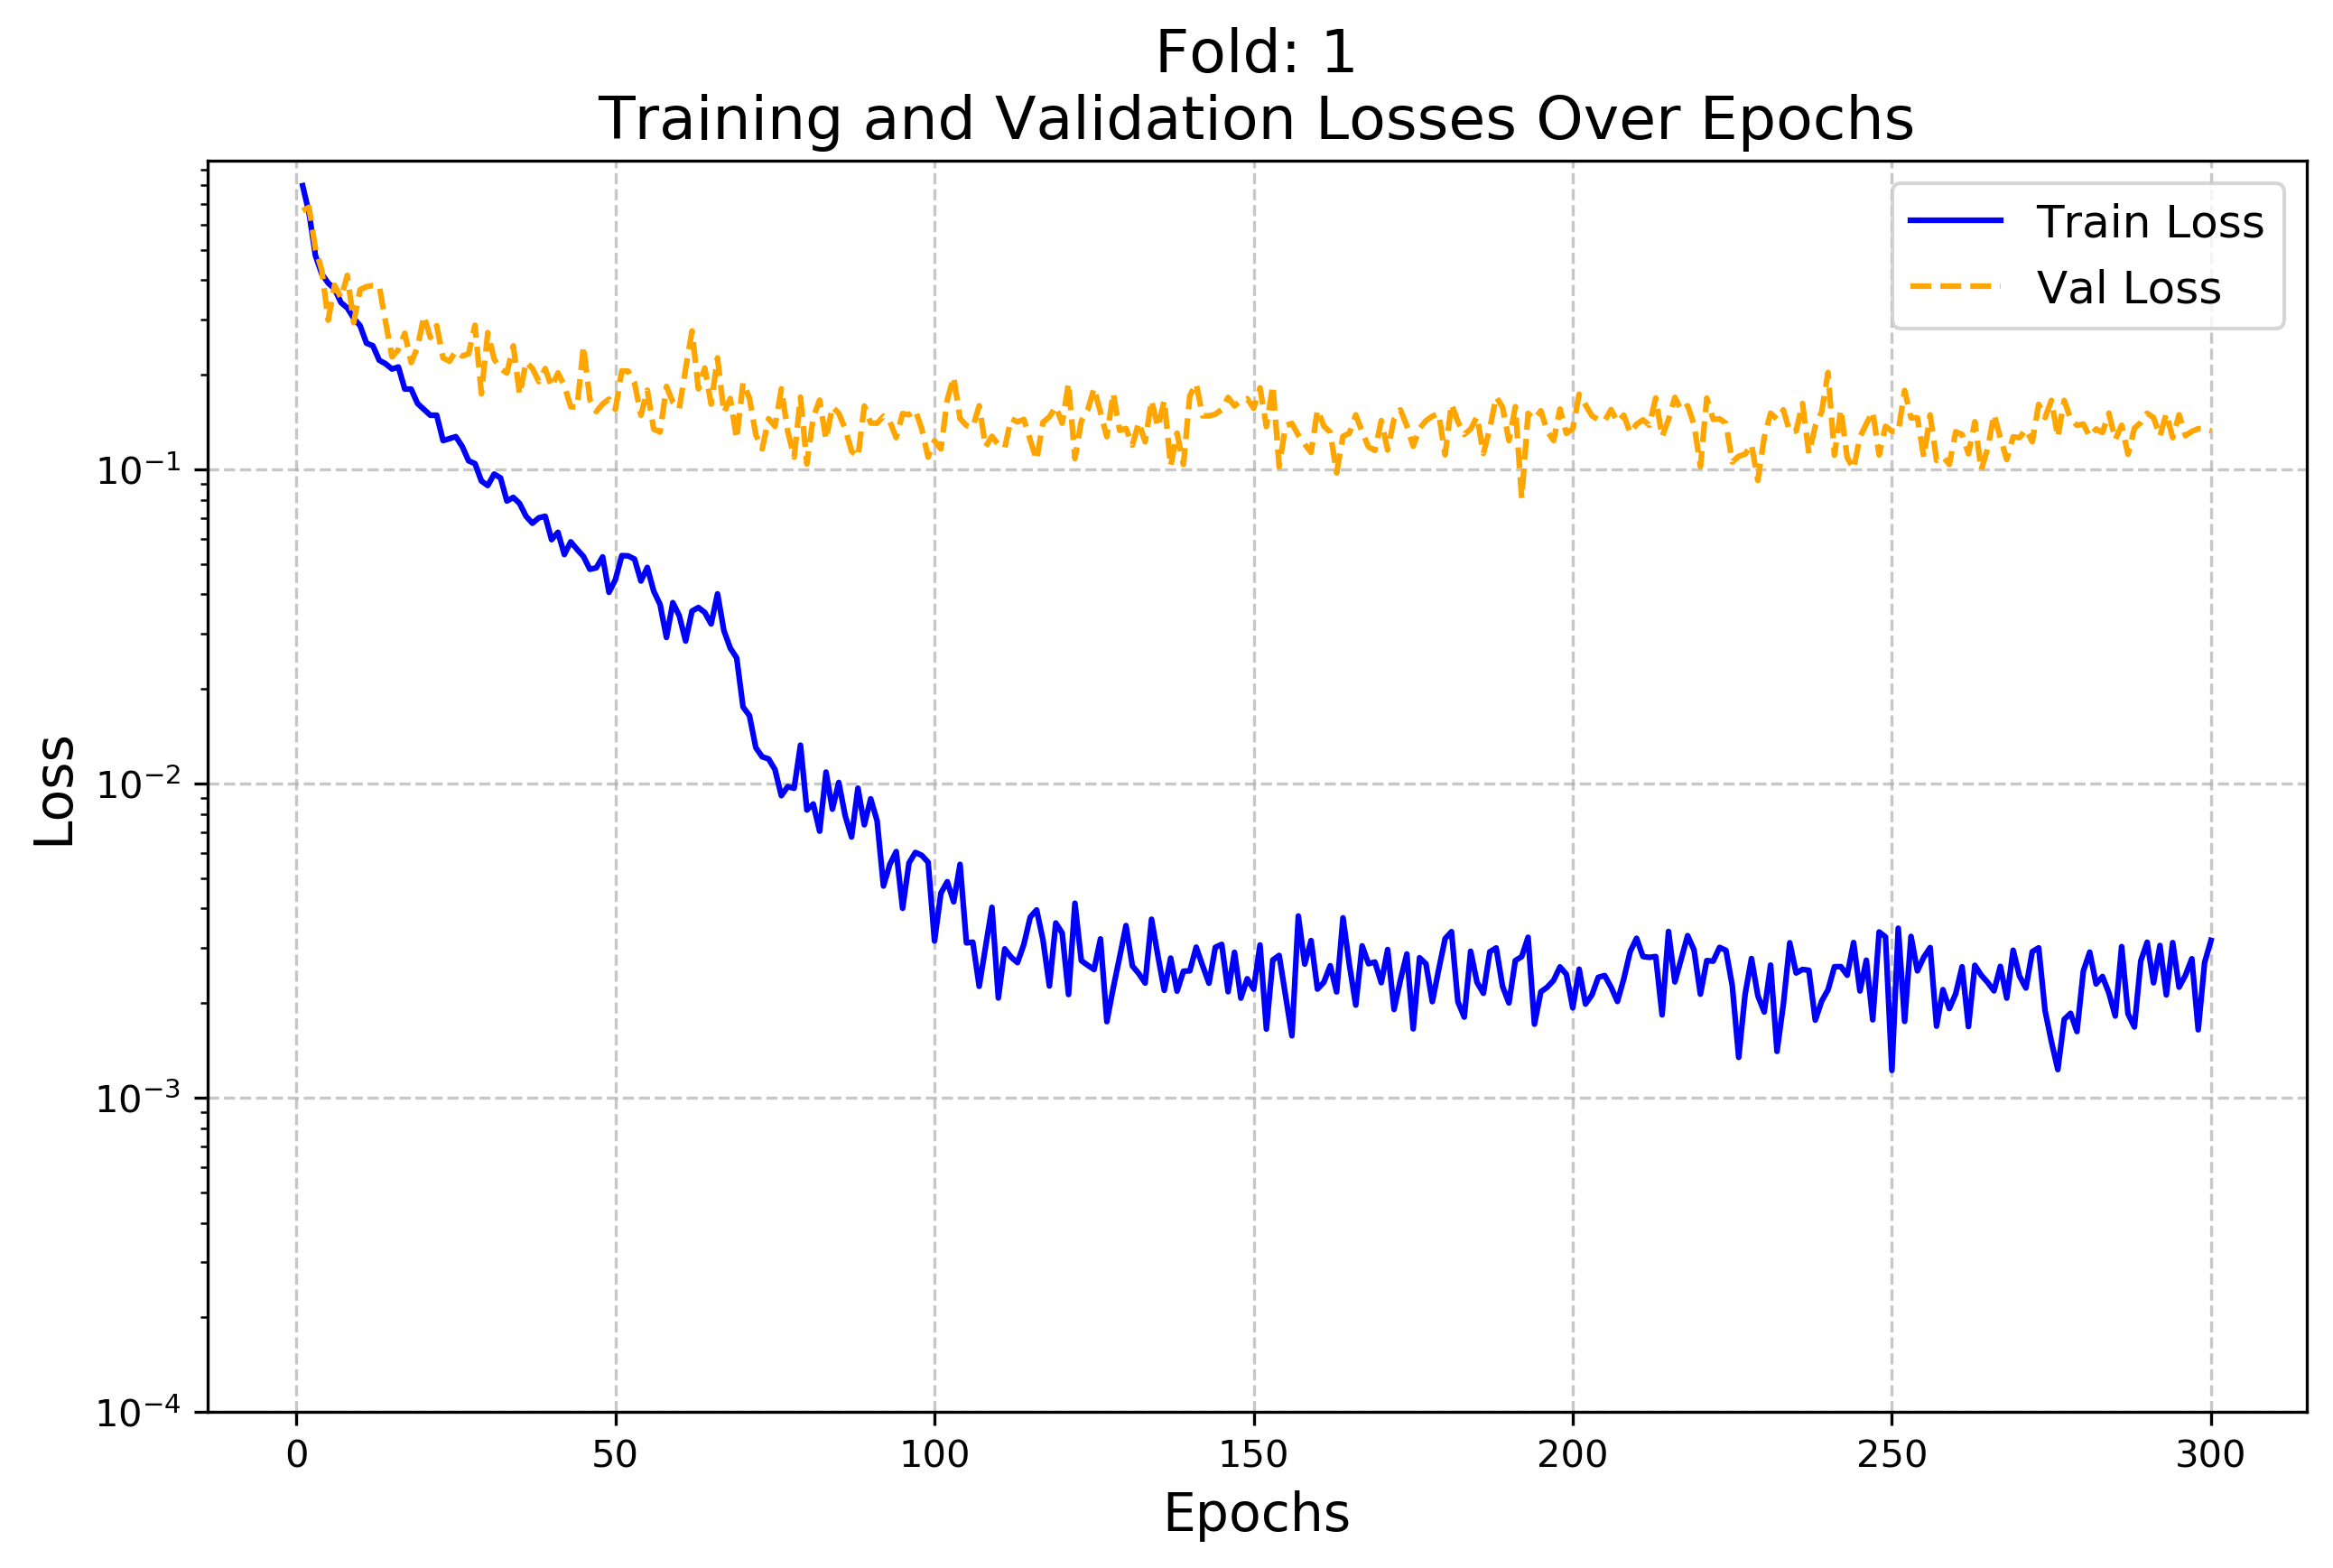 Fold: 1
Training and Validation Losses Over Epochs
Train Loss
Val Loss
Loss
10⁻¹
10⁻²
10⁻³
10⁻⁴
0 50 100 150 200 250 300
Epochs